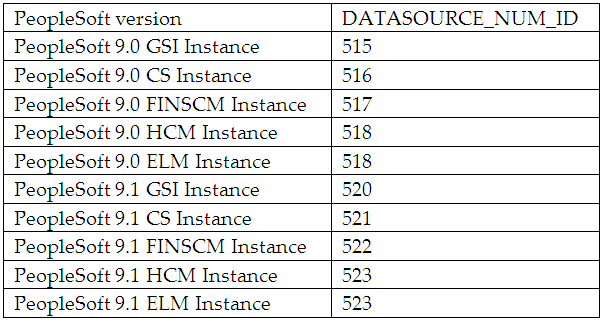 PeopleSoft version DATASOURCE_NUM_ID
PeopleSoft 9.0 GSI Instance 515
PeopleSoft 9.0 CS Instance 516
PeopleSoft 9.0 FINSCM Instance 517
PeopleSoft 9.0 HCM Instance 518
PeopleSoft 9.0 ELM Instance 518
PeopleSoft 9.1 GSI Instance 520
PeopleSoft 9.1 CS Instance 521
PeopleSoft 9.1 FINSCM Instance 522
PeopleSoft 9.1 HCM Instance 523
PeopleSoft 9.1 ELM Instance 523